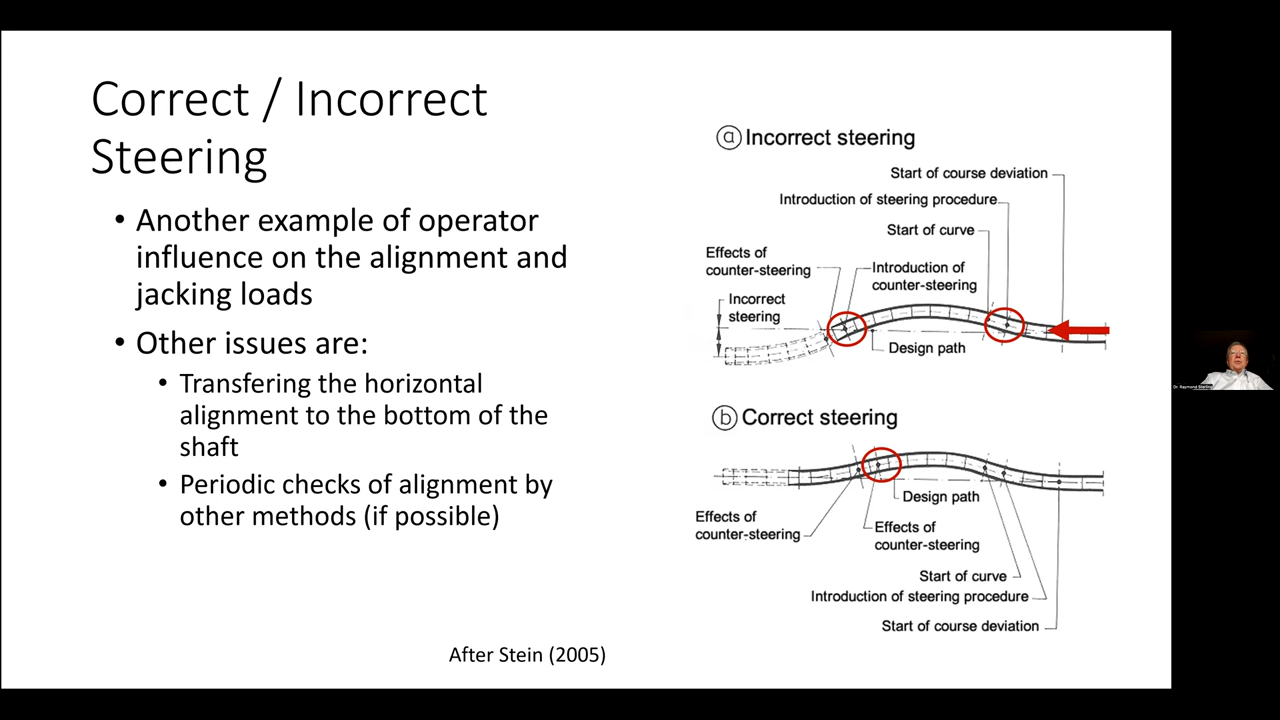 Correct / Incorrect
Steering
• Another example of operator
influence on the alignment and
jacking loads
• Other issues are:
• Transfering the horizontal
alignment to the bottom of the
shaft
• Periodic checks of alignment by
other methods (if possible)
After Stein (2005)
a Incorrect steering
Start of course deviation
Introduction of steering procedure
Start of curve
Effects of
counter-steering
Introduction of
counter-steering
Incorrect
steering
Design path
b Correct steering
Design path
Effects of
counter-steering
Effects of
counter-steering
Start of curve
Introduction of steering procedure
Start of course deviation
Dr. Raymond Sterling